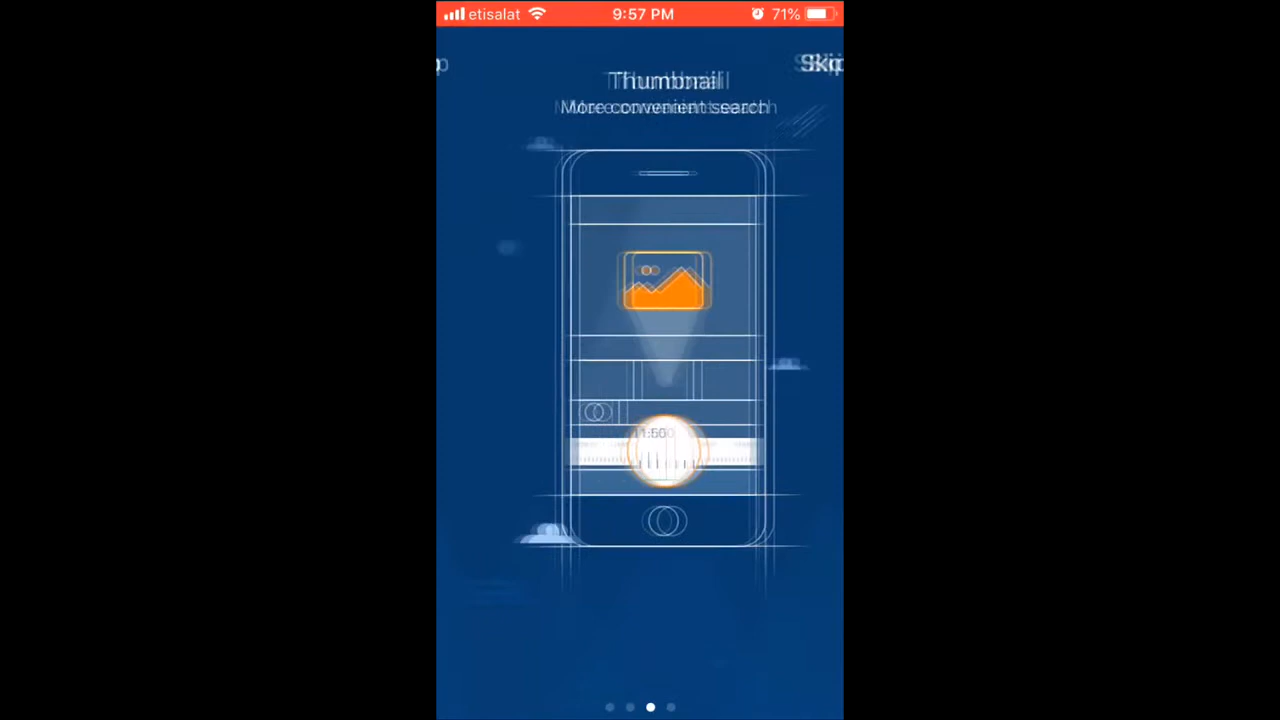 etisalat 9:57 PM 71%
Skip
Thumbnail
More convenient search